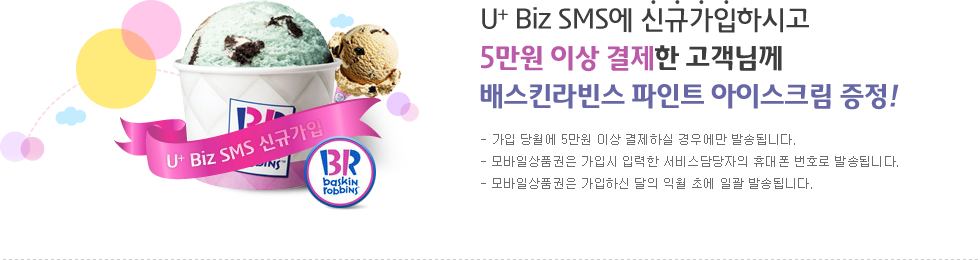 U+ Biz SMS에 신규가입하시고
5만원 이상 결제한 고객님께
배스킨라빈스 파인트 아이스크림 증정!
- 가입 당월에 5만원 이상 결제하실 경우에만 발송됩니다.
- 모바일상품권은 가입시 입력한 서비스담당자의 휴대폰 번호로 발송됩니다.
- 모바일상품권은 가입하신 달의 익월 초에 일괄 발송됩니다.
BR
U+ Biz SMS 신규가입
robbins
BR
baskin
robbins